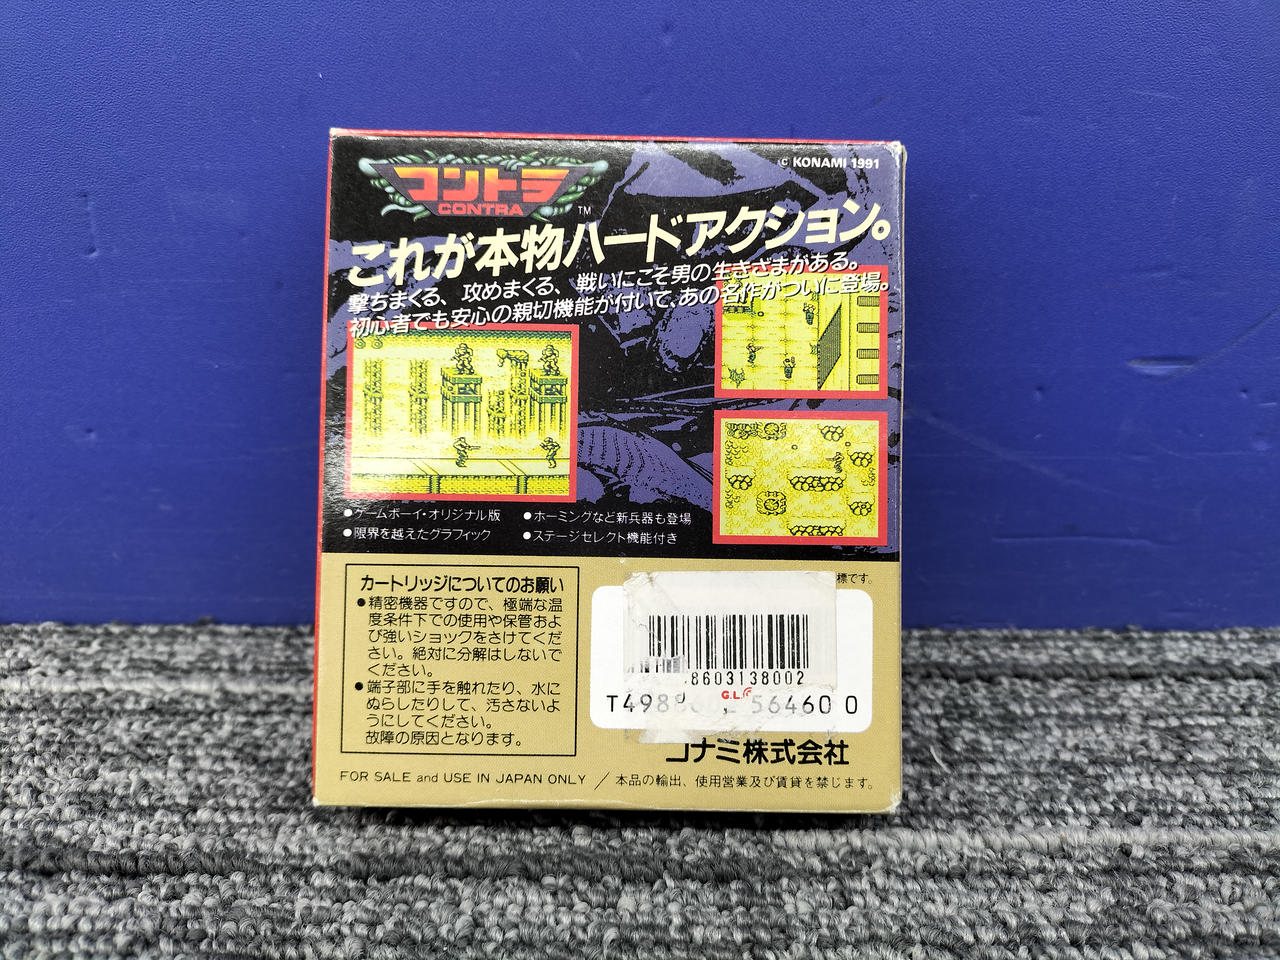 コントラ
CONTRA
TM
© KONAMI 1991
これが本物ハードアクション。
撃ちまくる、攻めまくる、戦いにこそ男の生きざまがある。
初心者でも安心の親切機能が付いて、あの名作がついに登場。
●ゲームボーイ・オリジナル版
●限界を越えたグラフィック
●ホーミングなど新兵器も登場
●ステージセレクト機能付き
カートリッジについてのお願い
●精密機器ですので、極端な温
度条件下での使用や保管およ
び強いショックをさけてくだ
さい。絶対に分解はしないで
ください。
●端子部に手を触れたり、水に
ぬらしたりして、汚さないよ
うにしてください。
故障の原因となります。
標です。
8603138002
G.L.
T4988 564600
コナミ株式会社
FOR SALE and USE IN JAPAN ONLY ／ 本品の輸出、使用営業及び賃貸を禁じます。